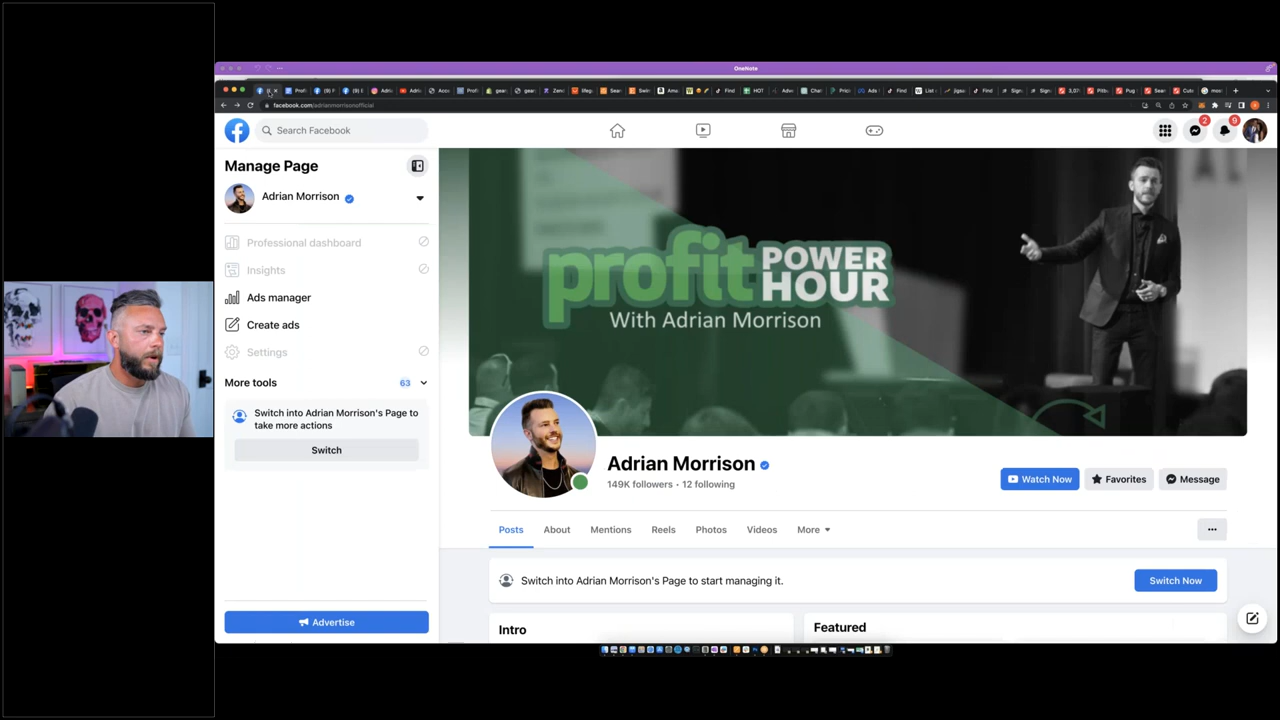 OneNote
facebook.com/adrianmorrisonofficial
Search Facebook
2
9
Manage Page
Adrian Morrison
Professional dashboard
Insights
Ads manager
Create ads
Settings
More tools
63
Switch into Adrian Morrison's Page to
take more actions
Switch
Advertise
profit POWER
HOUR
With Adrian Morrison
Adrian Morrison
149K followers · 12 following
Watch Now
Favorites
Message
Posts
About
Mentions
Reels
Photos
Videos
More
Switch into Adrian Morrison's Page to start managing it.
Switch Now
Intro
Featured